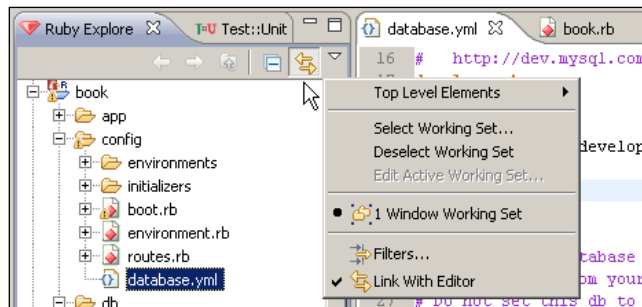 Ruby Explore Test::Unit database.yml book.rb
16 # http://dev.mysql.com
book
Top Level Elements
app
Select Working Set...
config
Deselect Working Set
develop
environments
Edit Active Working Set...
initializers
boot.rb
1 Window Working Set
environment.rb
routes.rb
Filters...
tabase
database.yml
Link With Editor
om your
db
27 # Do not set this db to